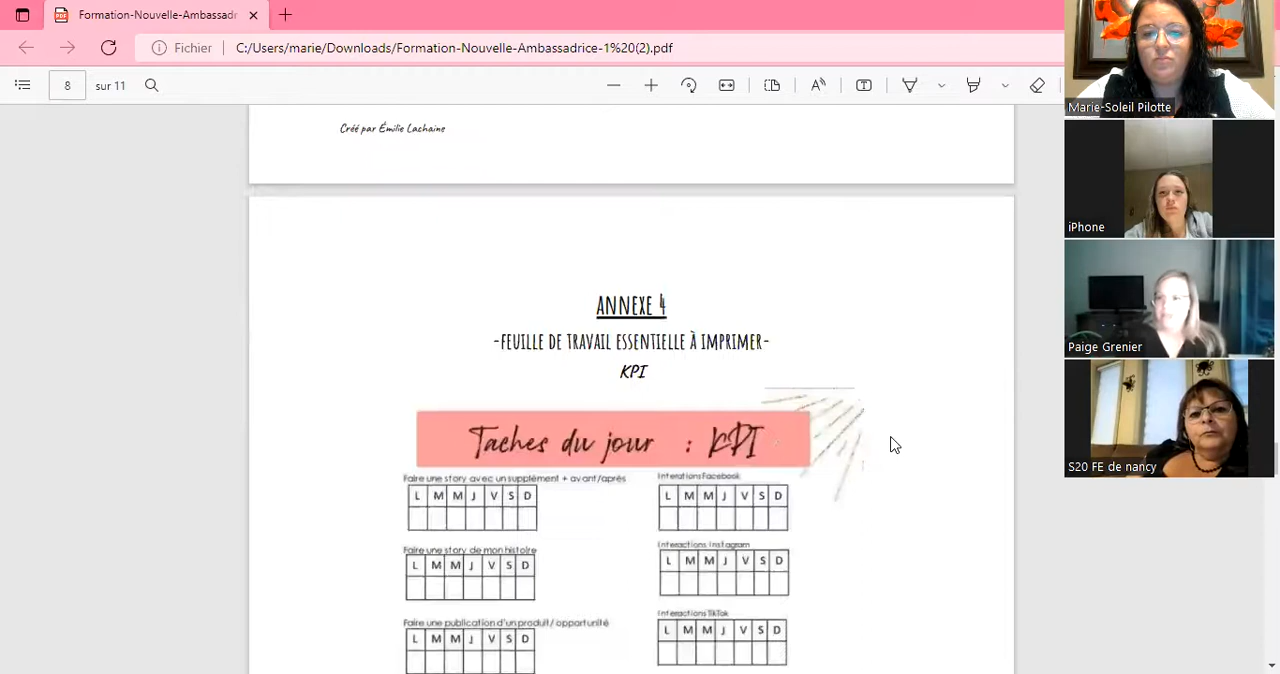 Formation-Nouvelle-Ambassadr
Fichier C:/Users/marie/Downloads/Formation-Nouvelle-Ambassadrice-1%20(2).pdf
8 sur 11
Créé par Émilie Lachaine
ANNEXE 4
-FEUILLE DE TRAVAIL ESSENTIELLE À IMPRIMER-
KPI
Taches du jour : KPI
Faire une story avec un supplément + avant/après
L M M J V S D
Interations Facebook
L M M J V S D
Faire une story de mon histoire
L M M J V S D
Interactions Instagram
L M M J V S D
Faire une publication d'un produit/ opportunité
L M M J V S D
Interactions TikTok
L M M J V S D
Marie-Soleil Pilotte
iPhone
Paige Grenier
S20 FE de nancy